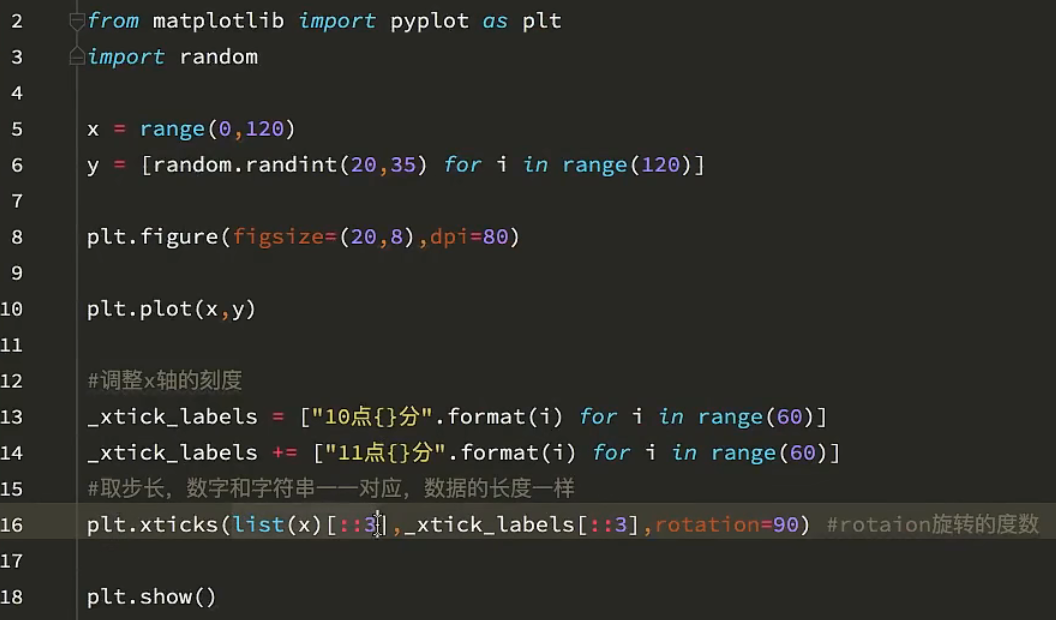 2 from matplotlib import pyplot as plt
3 import random
4
5 x = range(0,120)
6 y = [random.randint(20,35) for i in range(120)]
7
8 plt.figure(figsize=(20,8),dpi=80)
9
10 plt.plot(x,y)
11
12 #调整x轴的刻度
13 _xtick_labels = ["10点{}分".format(i) for i in range(60)]
14 _xtick_labels += ["11点{}分".format(i) for i in range(60)]
15 #取步长，数字和字符串一一对应，数据的长度一样
16 plt.xticks(list(x)[::3],_xtick_labels[::3],rotation=90) #rotaion旋转的度数
17
18 plt.show()